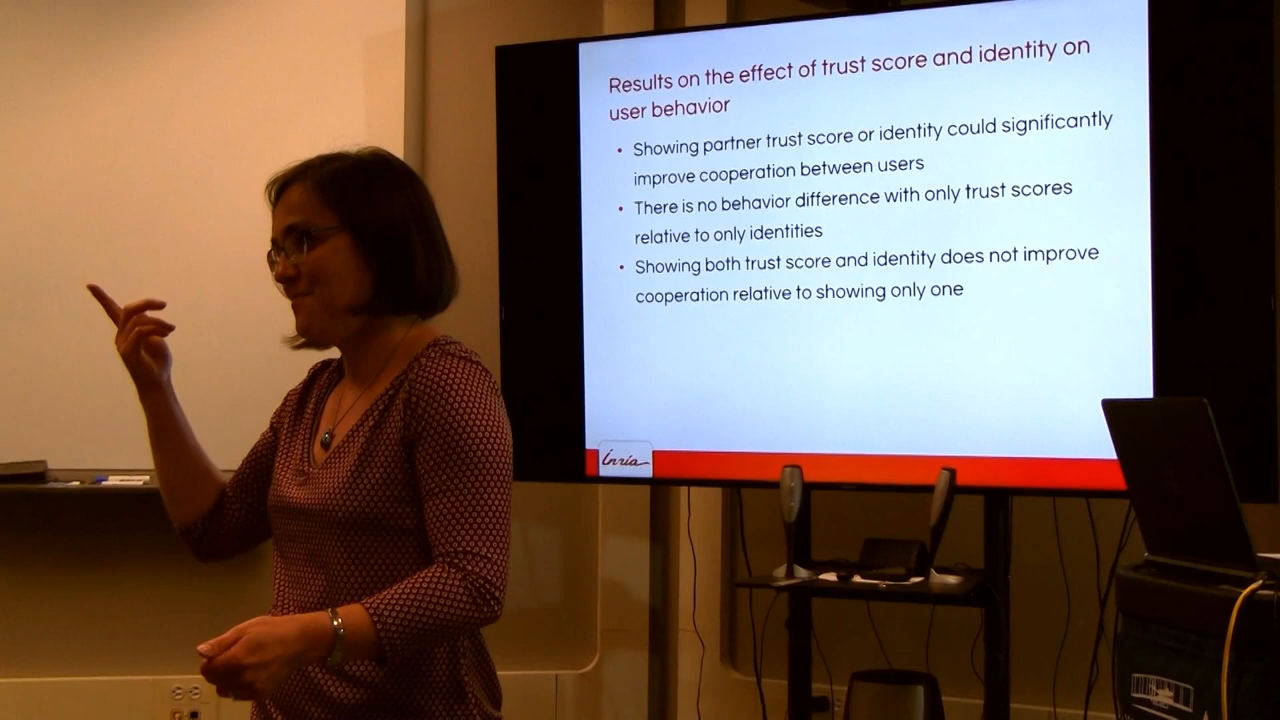 Results on the effect of trust score and identity on
user behavior
• Showing partner trust score or identity could significantly
improve cooperation between users
• There is no behavior difference with only trust scores
relative to only identities
• Showing both trust score and identity does not improve
cooperation relative to showing only one
Inria